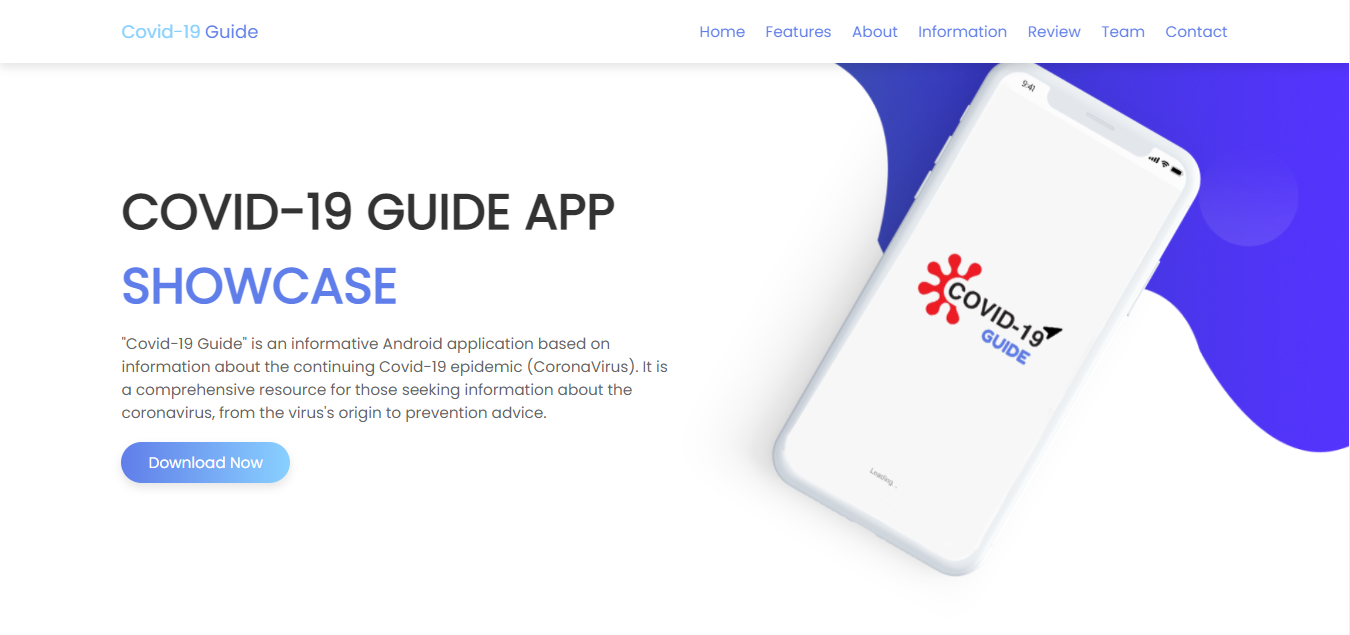 Covid-19 Guide
Home Features About Information Review Team Contact
9:41
COVID-19 GUIDE APP
SHOWCASE
"Covid-19 Guide" is an informative Android application based on
information about the continuing Covid-19 epidemic (CoronaVirus). It is
a comprehensive resource for those seeking information about the
coronavirus, from the virus's origin to prevention advice.
Download Now
COVID-19
GUIDE
Loading...